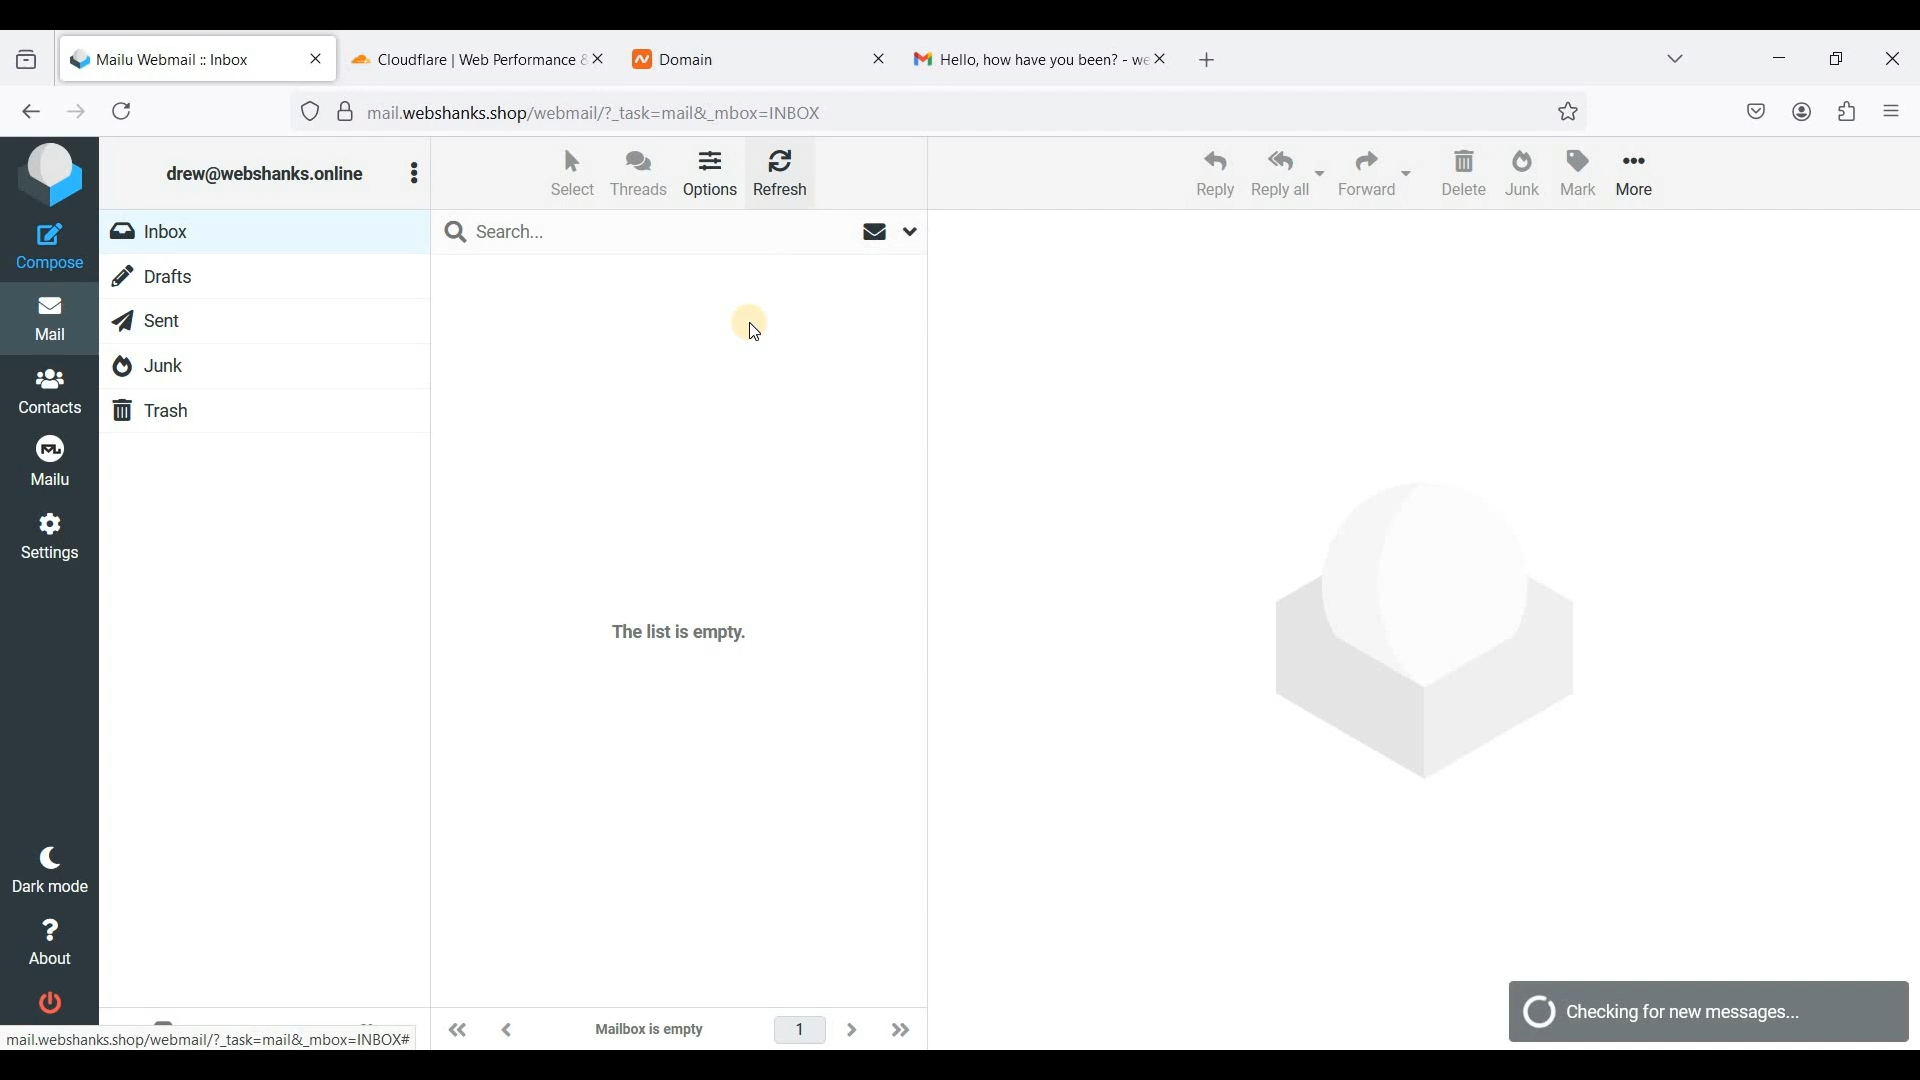 Mailu Webmail :: Inbox
Cloudflare | Web Performance &
Domain
Hello, how have you been? - we
mail.webshanks.shop/webmail/?_task=mail&_mbox=INBOX
drew@webshanks.online
Select
Threads
Options
Refresh
Reply
Reply all
Forward
Delete
Junk
Mark
More
Compose
Mail
Contacts
Mailu
Settings
Dark mode
About
Inbox
Drafts
Sent
Junk
Trash
Search...
The list is empty.
Mailbox is empty
1
Checking for new messages...
mail.webshanks.shop/webmail/?_task=mail&_mbox=INBOX#